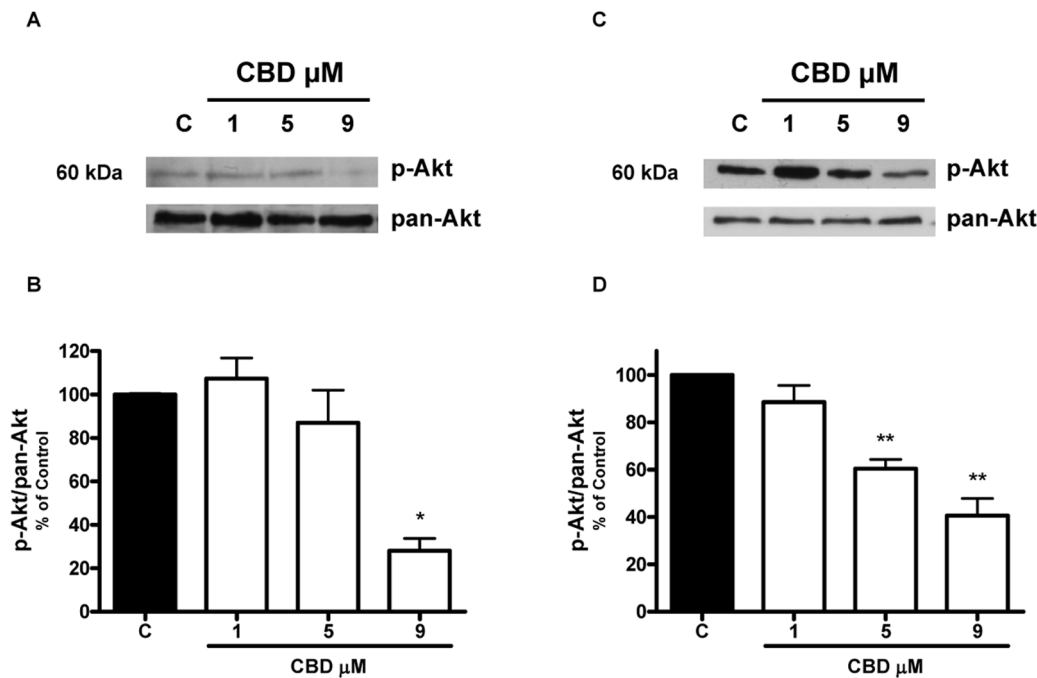 A
CBD µM
C 1 5 9
60 kDa p-Akt
pan-Akt
B
p-Akt/pan-Akt
% of Control
120
100
80
60
40
20
0
*
C 1 5 9
CBD µM
C
CBD µM
C 1 5 9
60 kDa p-Akt
pan-Akt
D
p-Akt/pan-Akt
% of Control
100
80
60
40
20
0
**
**
C 1 5 9
CBD µM